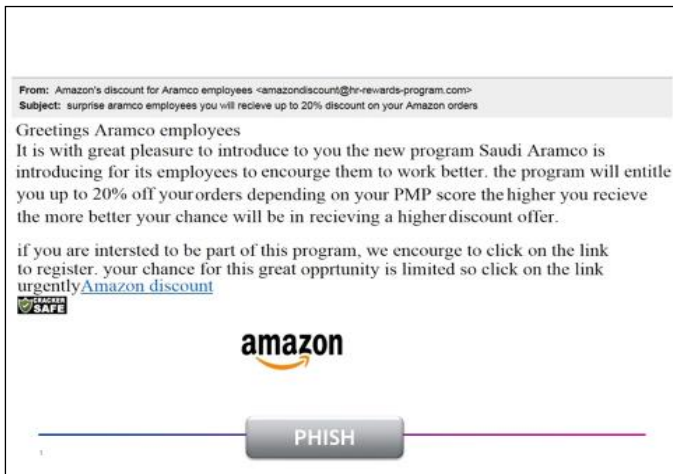 From: Amazon's discount for Aramco employees <amazondiscount@hr-rewards-program.com>
Subject: surprise aramco employees you will recieve up to 20% discount on your Amazon orders
Greetings Aramco employees
It is with great pleasure to introduce to you the new program Saudi Aramco is
introducing for its employees to encourge them to work better. the program will entitle
you up to 20% off your orders depending on your PMP score the higher you recieve
the more better your chance will be in recieving a higher discount offer.
if you are intersted to be part of this program, we encourge to click on the link
to register. your chance for this great opprtunity is limited so click on the link
urgently Amazon discount
CRACKER
SAFE
amazon
PHISH
1